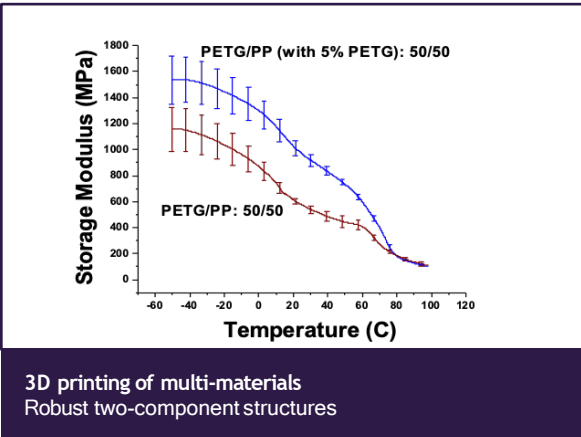 PETG/PP (with 5% PETG): 50/50
PETG/PP: 50/50
Storage Modulus (MPa)
1800
1600
1400
1200
1000
800
600
400
200
0
-60 -40 -20 0 20 40 60 80 100 120
Temperature (C)
3D printing of multi-materials
Robust two-component structures